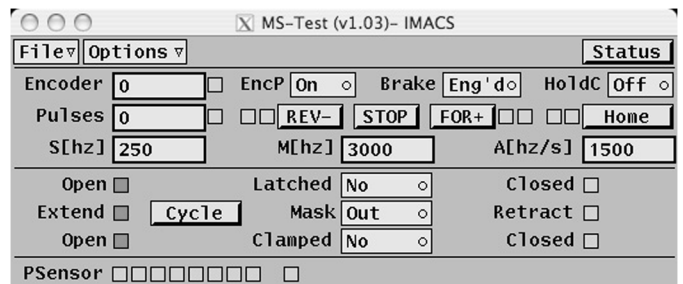 MS-Test (v1.03)- IMACS
File Options Status
Encoder 0 EncP On Brake Eng'd HoldC Off
Pulses 0 REV- STOP FOR+ Home
S[hz] 250 M[hz] 3000 A[hz/s] 1500
Open Latched No Closed
Extend Cycle Mask Out Retract
Open Clamped No Closed
PSensor